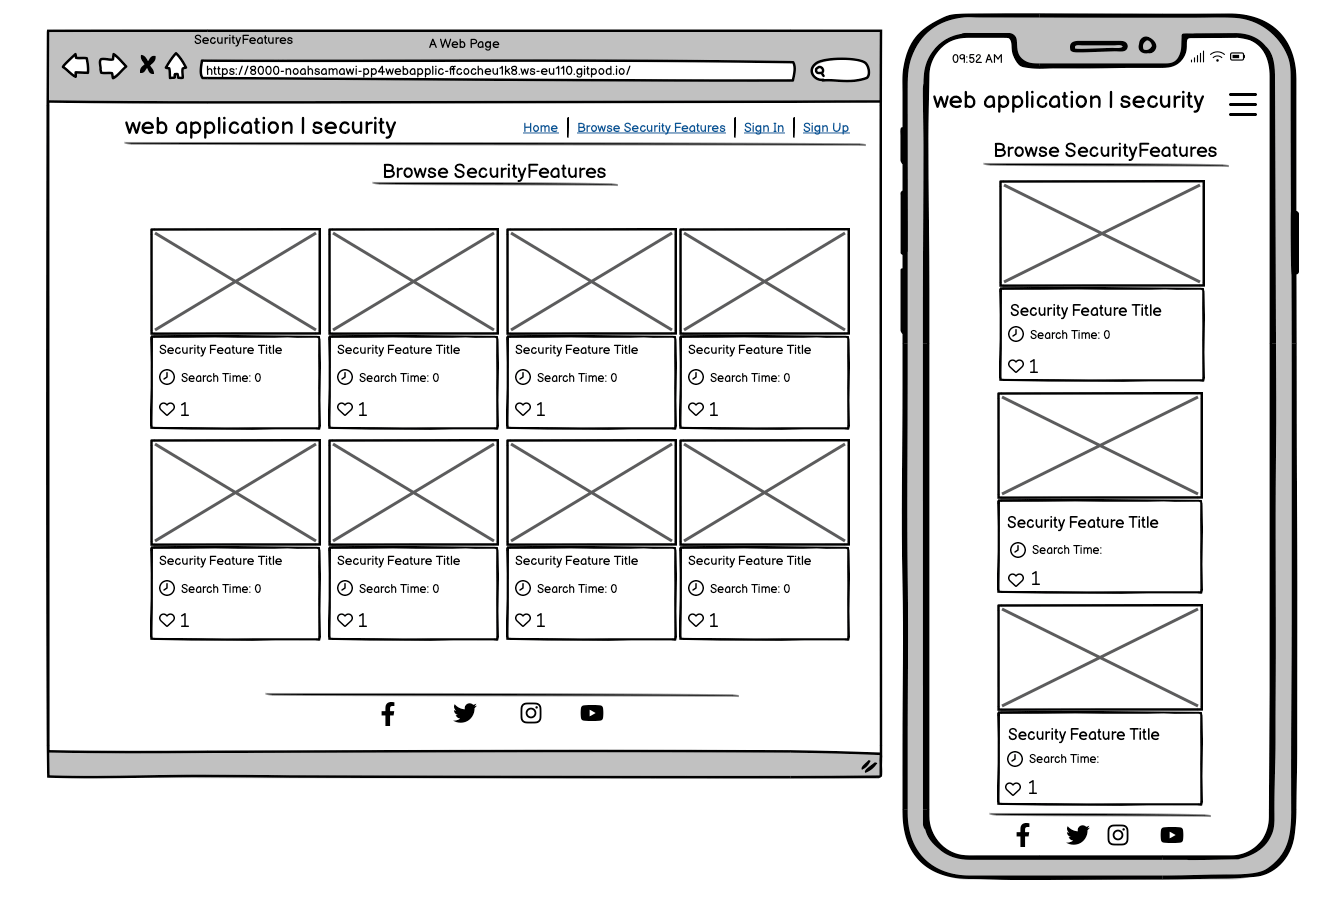 SecurityFeatures
A Web Page
https://8000-noahsamawi-pp4webapplic-ffcocheu1k8.ws-eu110.gitpod.io/
web application | security
Home | Browse Security Features | Sign In | Sign Up
Browse SecurityFeatures
Security Feature Title Security Feature Title Security Feature Title Security Feature Title
Search Time: 0 Search Time: 0 Search Time: 0 Search Time: 0
1 1 1 1
Security Feature Title Security Feature Title Security Feature Title Security Feature Title
Search Time: 0 Search Time: 0 Search Time: 0 Search Time: 0
1 1 1 1
09:52 AM
web application | security
Browse SecurityFeatures
Security Feature Title
Search Time: 0
1
Security Feature Title
Search Time:
1
Security Feature Title
Search Time:
1